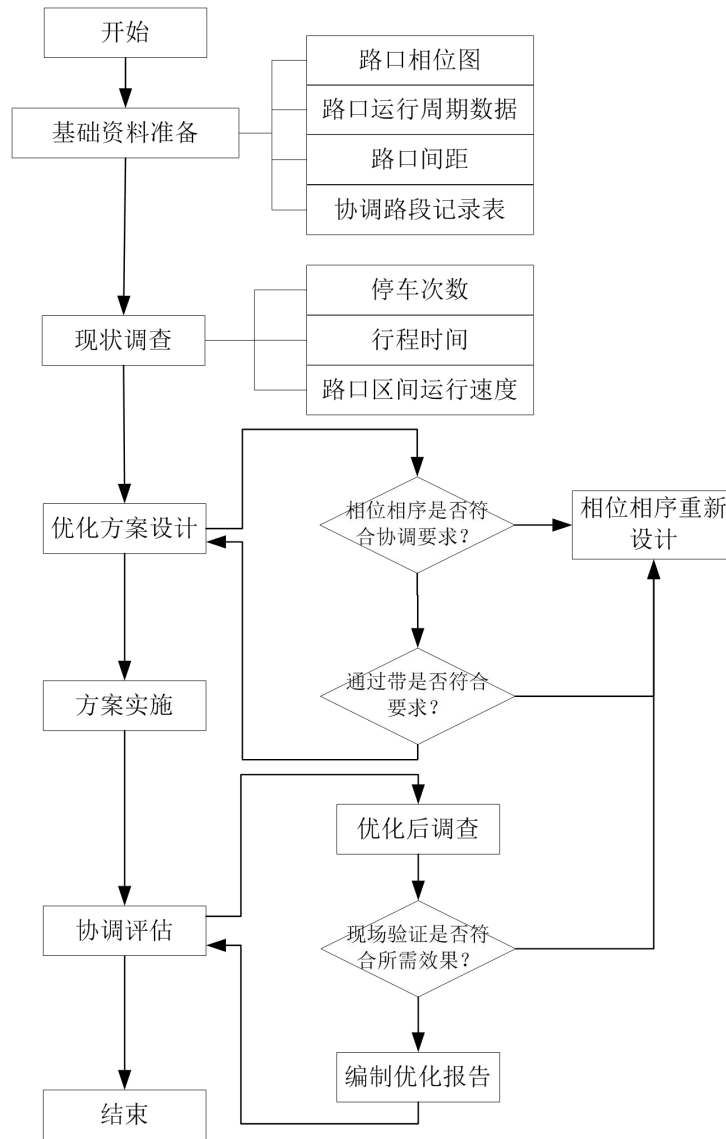 开始
基础资料准备
路口相位图
路口运行周期数据
路口间距
协调路段记录表
现状调查
停车次数
行程时间
路口区间运行速度
优化方案设计
相位相序是否符
合协调要求？
相位相序重新
设计
通过带是否符合
要求？
方案实施
优化后调查
协调评估
现场验证是否符
合所需效果？
编制优化报告
结束